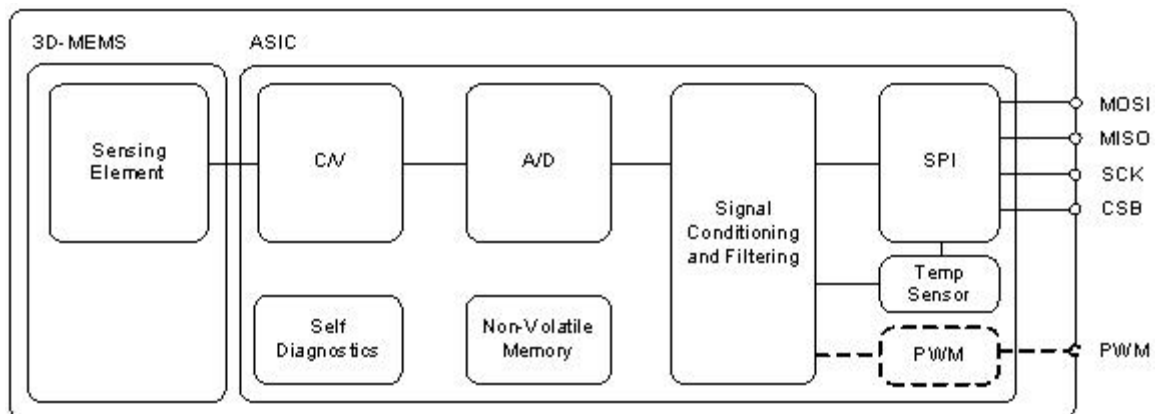 3D-MEMS
ASIC
Sensing
Element
C/V
A/D
Signal
Conditioning
and Filtering
SPI
MOSI
MISO
SCK
CSB
Temp
Sensor
Self
Diagnostics
Non-Volatile
Memory
PWM
PWM